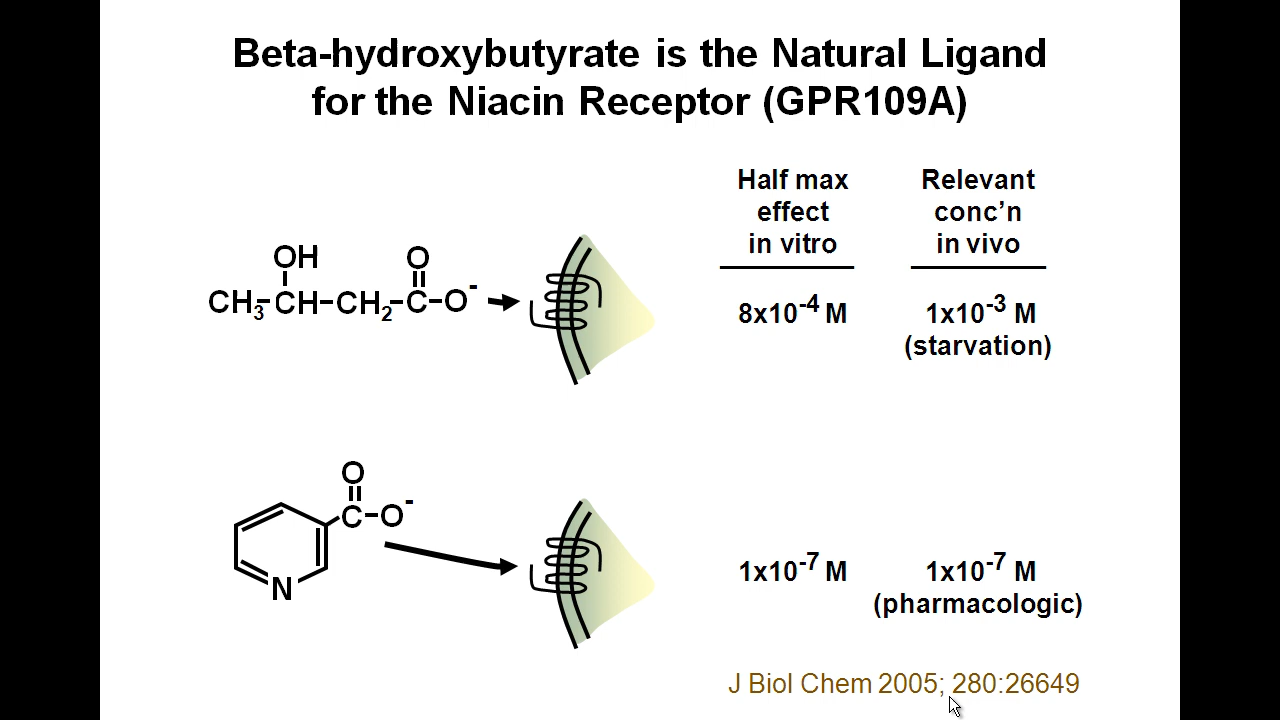 Beta-hydroxybutyrate is the Natural Ligand
for the Niacin Receptor (GPR109A)
Half max
effect
in vitro
Relevant
conc’n
in vivo
OH
O
CH₃-CH-CH₂-C-O⁻
8x10⁻⁴ M
1x10⁻³ M
(starvation)
O
C-O⁻
N
1x10⁻⁷ M
1x10⁻⁷ M
(pharmacologic)
J Biol Chem 2005; 280:26649